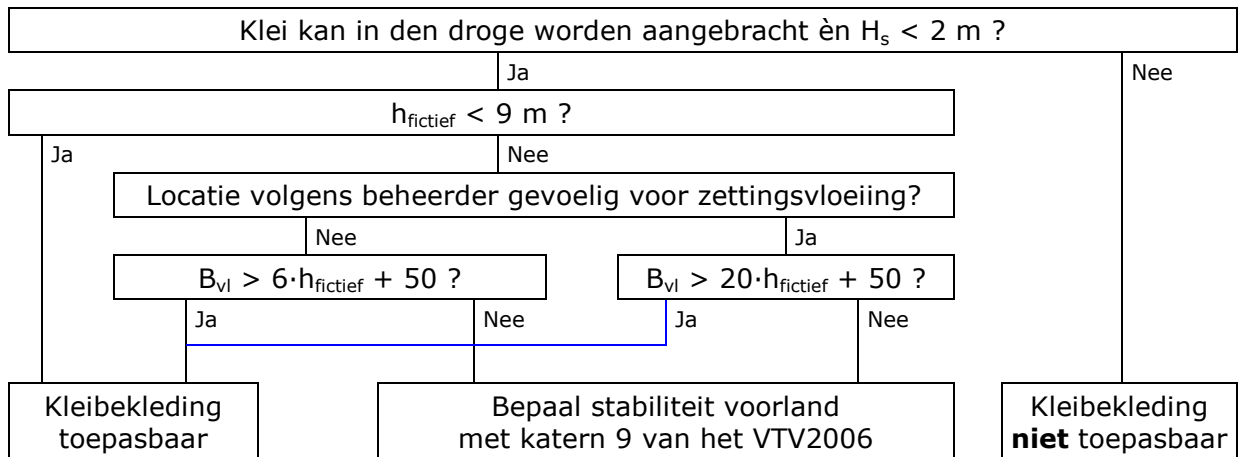 Klei kan in den droge worden aangebracht èn Hs < 2 m ?
Ja
Nee
hfictief < 9 m ?
Ja
Nee
Locatie volgens beheerder gevoelig voor zettingsvloeiing?
Nee
Ja
Bvl > 6·hfictief + 50 ?
Bvl > 20·hfictief + 50 ?
Ja
Nee
Ja
Nee
Kleibekleding
toepasbaar
Bepaal stabiliteit voorland
met katern 9 van het VTV2006
Kleibekleding
niet toepasbaar